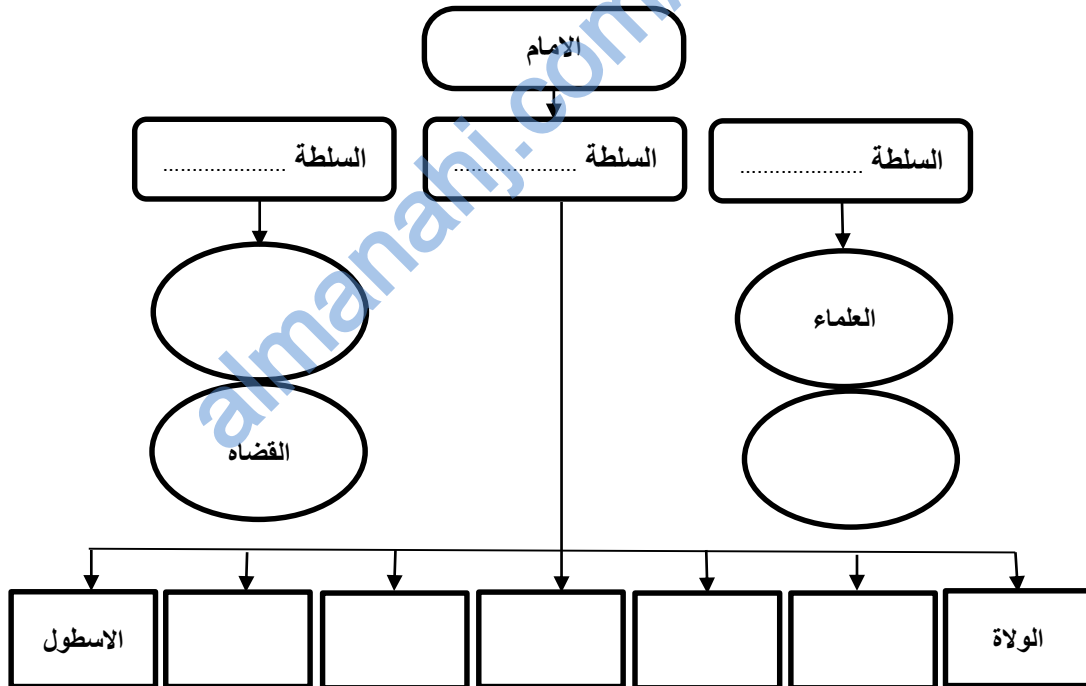 الامام
السلطة .....................
السلطة .....................
السلطة .....................
العلماء
القضاه
الولاة
الاسطول
almanahj.com/